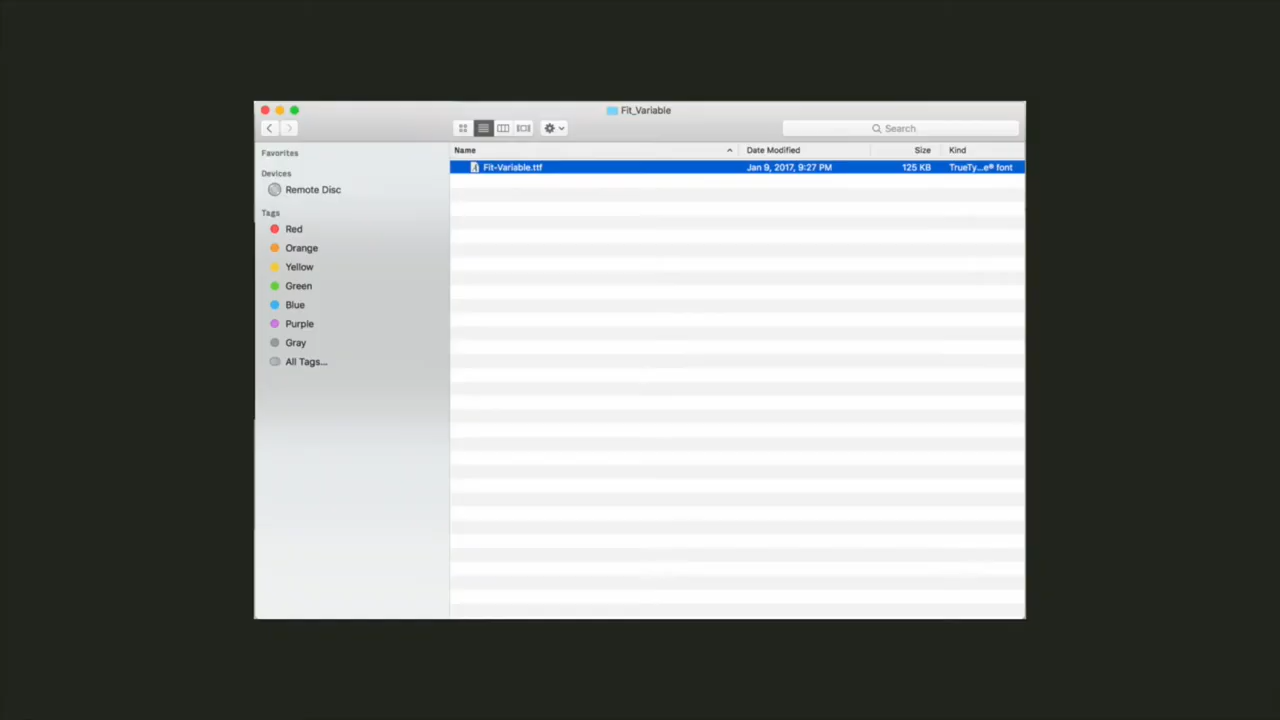 Fit_Variable
Search
Favorites
Devices
Remote Disc
Tags
Red
Orange
Yellow
Green
Blue
Purple
Gray
All Tags...
Name Date Modified Size Kind
Fit-Variable.ttf Jan 9, 2017, 9:27 PM 125 KB TrueTy...e® font